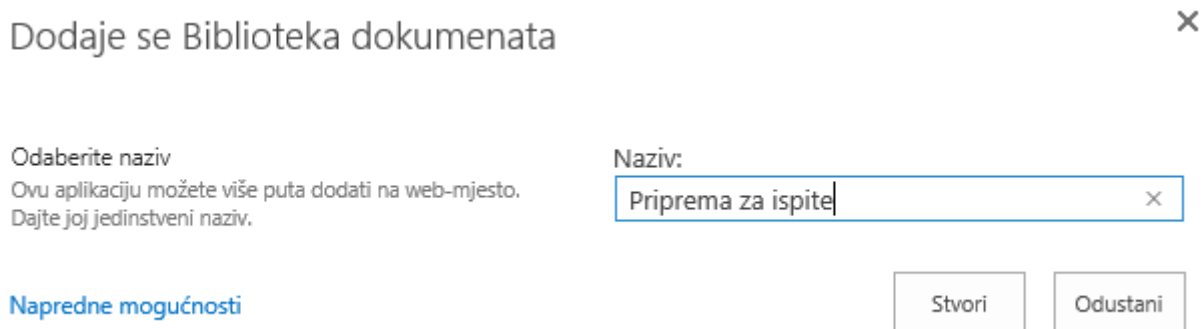 Dodaje se Biblioteka dokumenata
Odaberite naziv
Ovu aplikaciju možete više puta dodati na web-mjesto.
Dajte joj jedinstveni naziv.
Naziv:
Priprema za ispite
Napredne mogućnosti
Stvori
Odustani